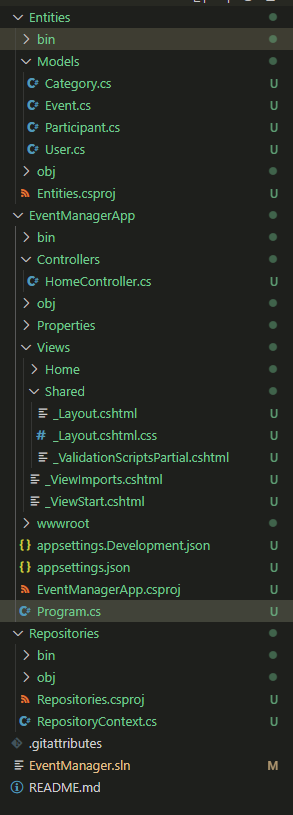 Entities
bin
Models
Category.cs U
Event.cs U
Participant.cs U
User.cs U
obj
Entities.csproj U
EventManagerApp
bin
Controllers
HomeController.cs U
obj
Properties
Views
Home
Shared
_Layout.cshtml U
_Layout.cshtml.css U
_ValidationScriptsPartial.cshtml U
_ViewImports.cshtml U
_ViewStart.cshtml U
wwwroot
appsettings.Development.json U
appsettings.json U
EventManagerApp.csproj U
Program.cs U
Repositories
bin
obj
Repositories.csproj U
RepositoryContext.cs U
.gitattributes
EventManager.sln M
README.md